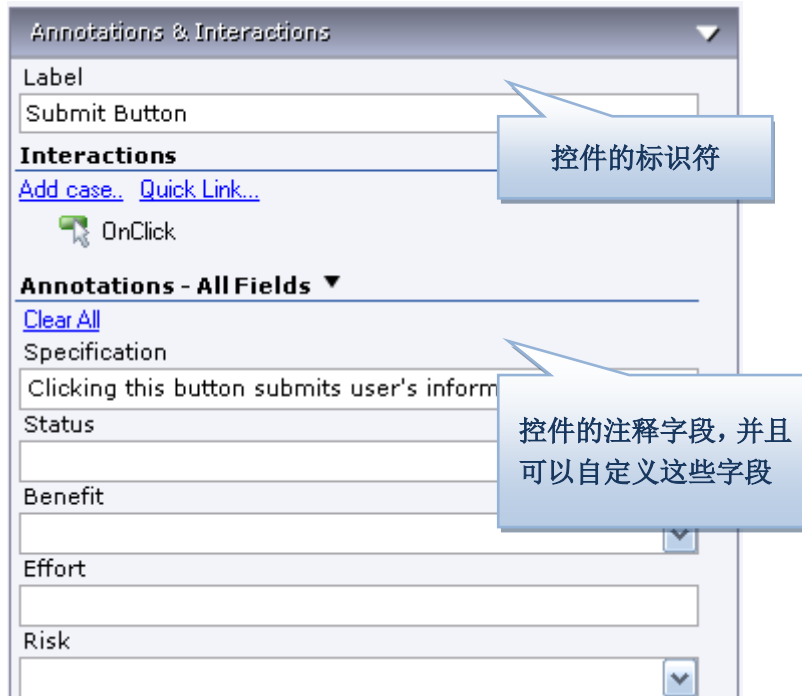 Annotations & Interactions
Label
Submit Button
控件的标识符
Interactions
Add case.. Quick Link...
OnClick
Annotations - All Fields
Clear All
Specification
Clicking this button submits user's inform
控件的注释字段，并且
可以自定义这些字段
Status
Benefit
Effort
Risk